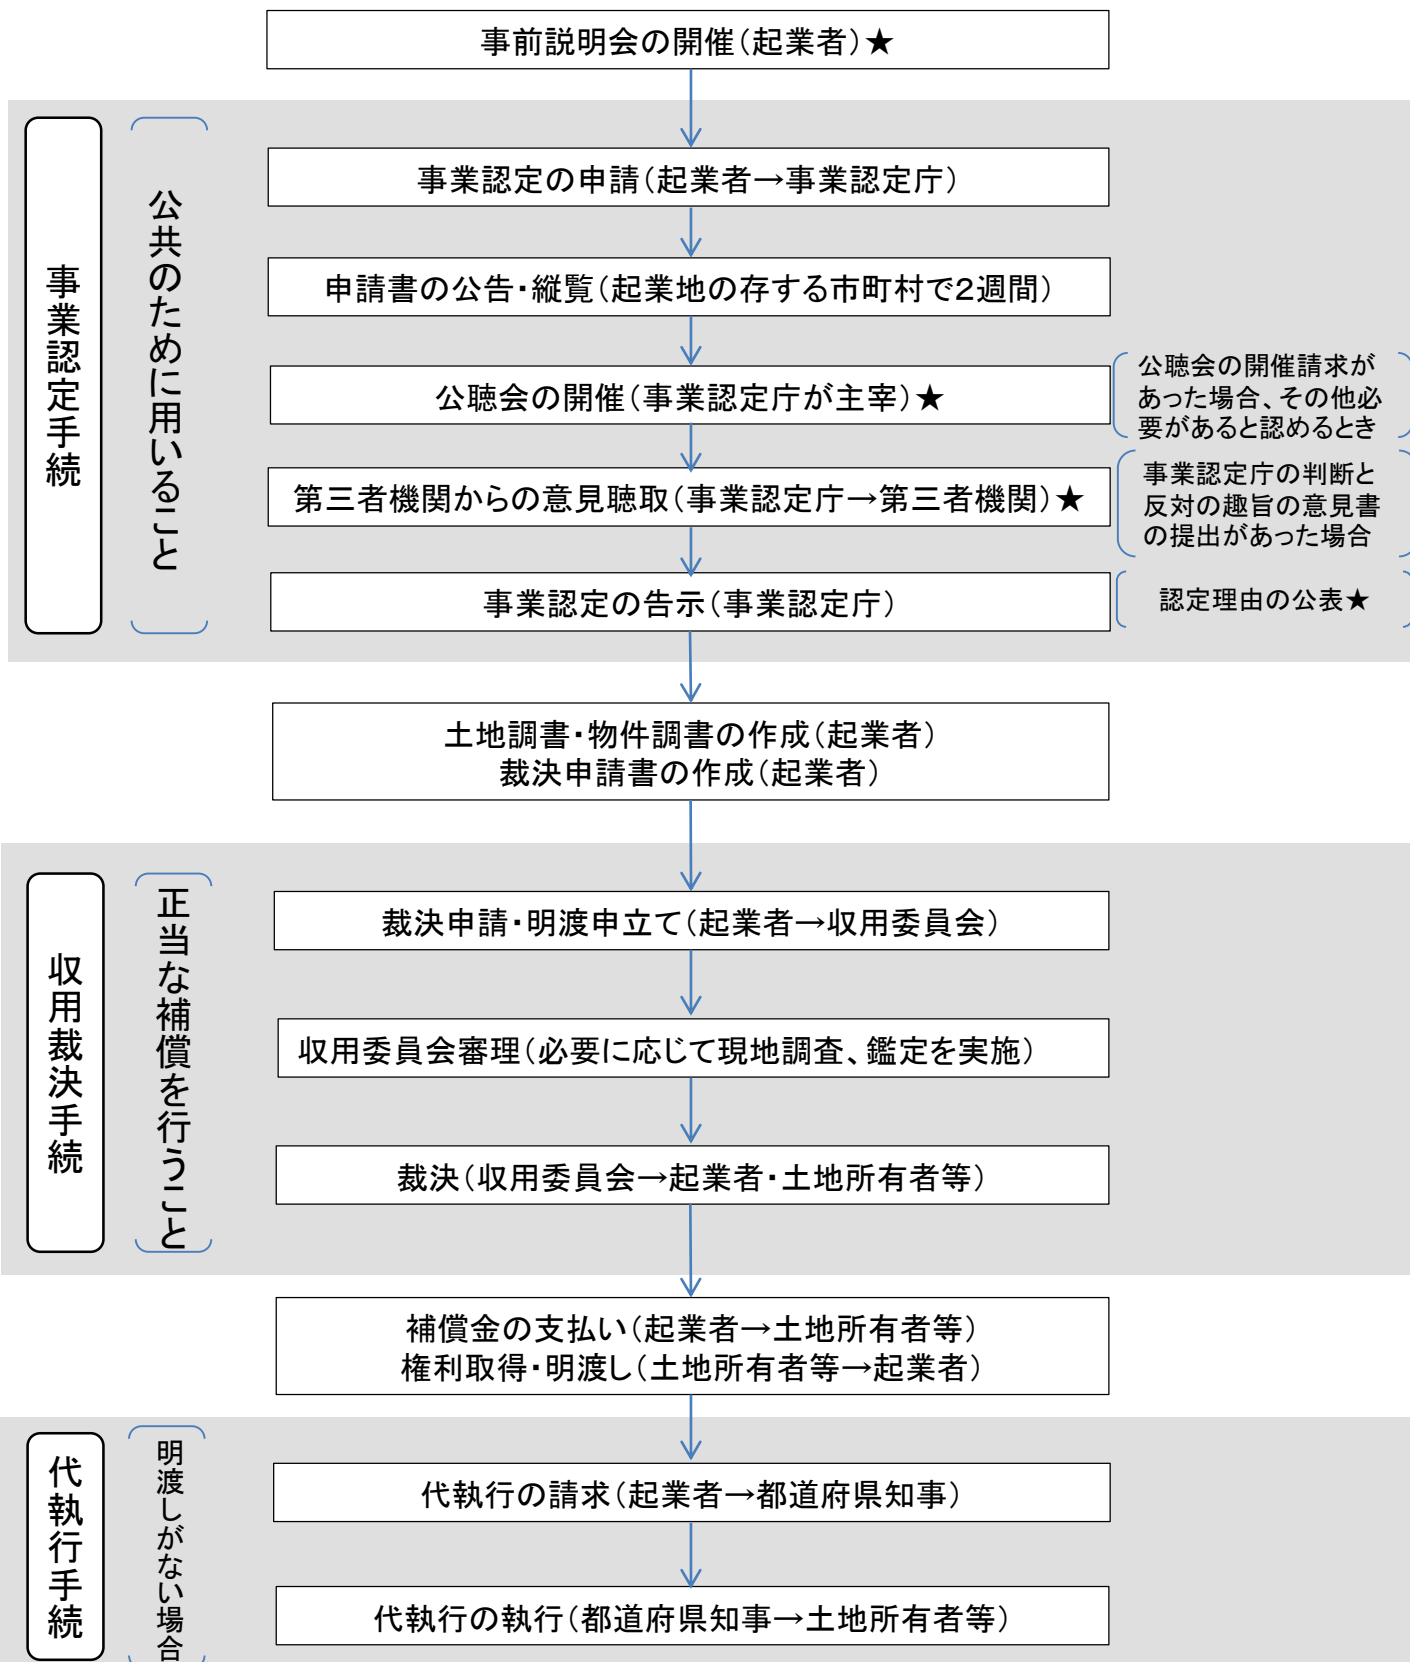 事前説明会の開催（起業者）★
事業認定手続
公共のために用いること
事業認定の申請（起業者→事業認定庁）
申請書の公告・縦覧（起業地の存する市町村で２週間）
公聴会の開催（事業認定庁が主宰）★
公聴会の開催請求が
あった場合、その他必
要があると認めるとき
第三者機関からの意見聴取（事業認定庁→第三者機関）★
事業認定庁の判断と
反対の趣旨の意見書
の提出があった場合
事業認定の告示（事業認定庁）
認定理由の公表★
土地調書・物件調書の作成（起業者）
裁決申請書の作成（起業者）
収用裁決手続
正当な補償を行うこと
裁決申請・明渡申立て（起業者→収用委員会）
収用委員会審理（必要に応じて現地調査、鑑定を実施）
裁決（収用委員会→起業者・土地所有者等）
補償金の支払い（起業者→土地所有者等）
権利取得・明渡し（土地所有者等→起業者）
代執行手続
明渡しがない場合
代執行の請求（起業者→都道府県知事）
代執行の執行（都道府県知事→土地所有者等）